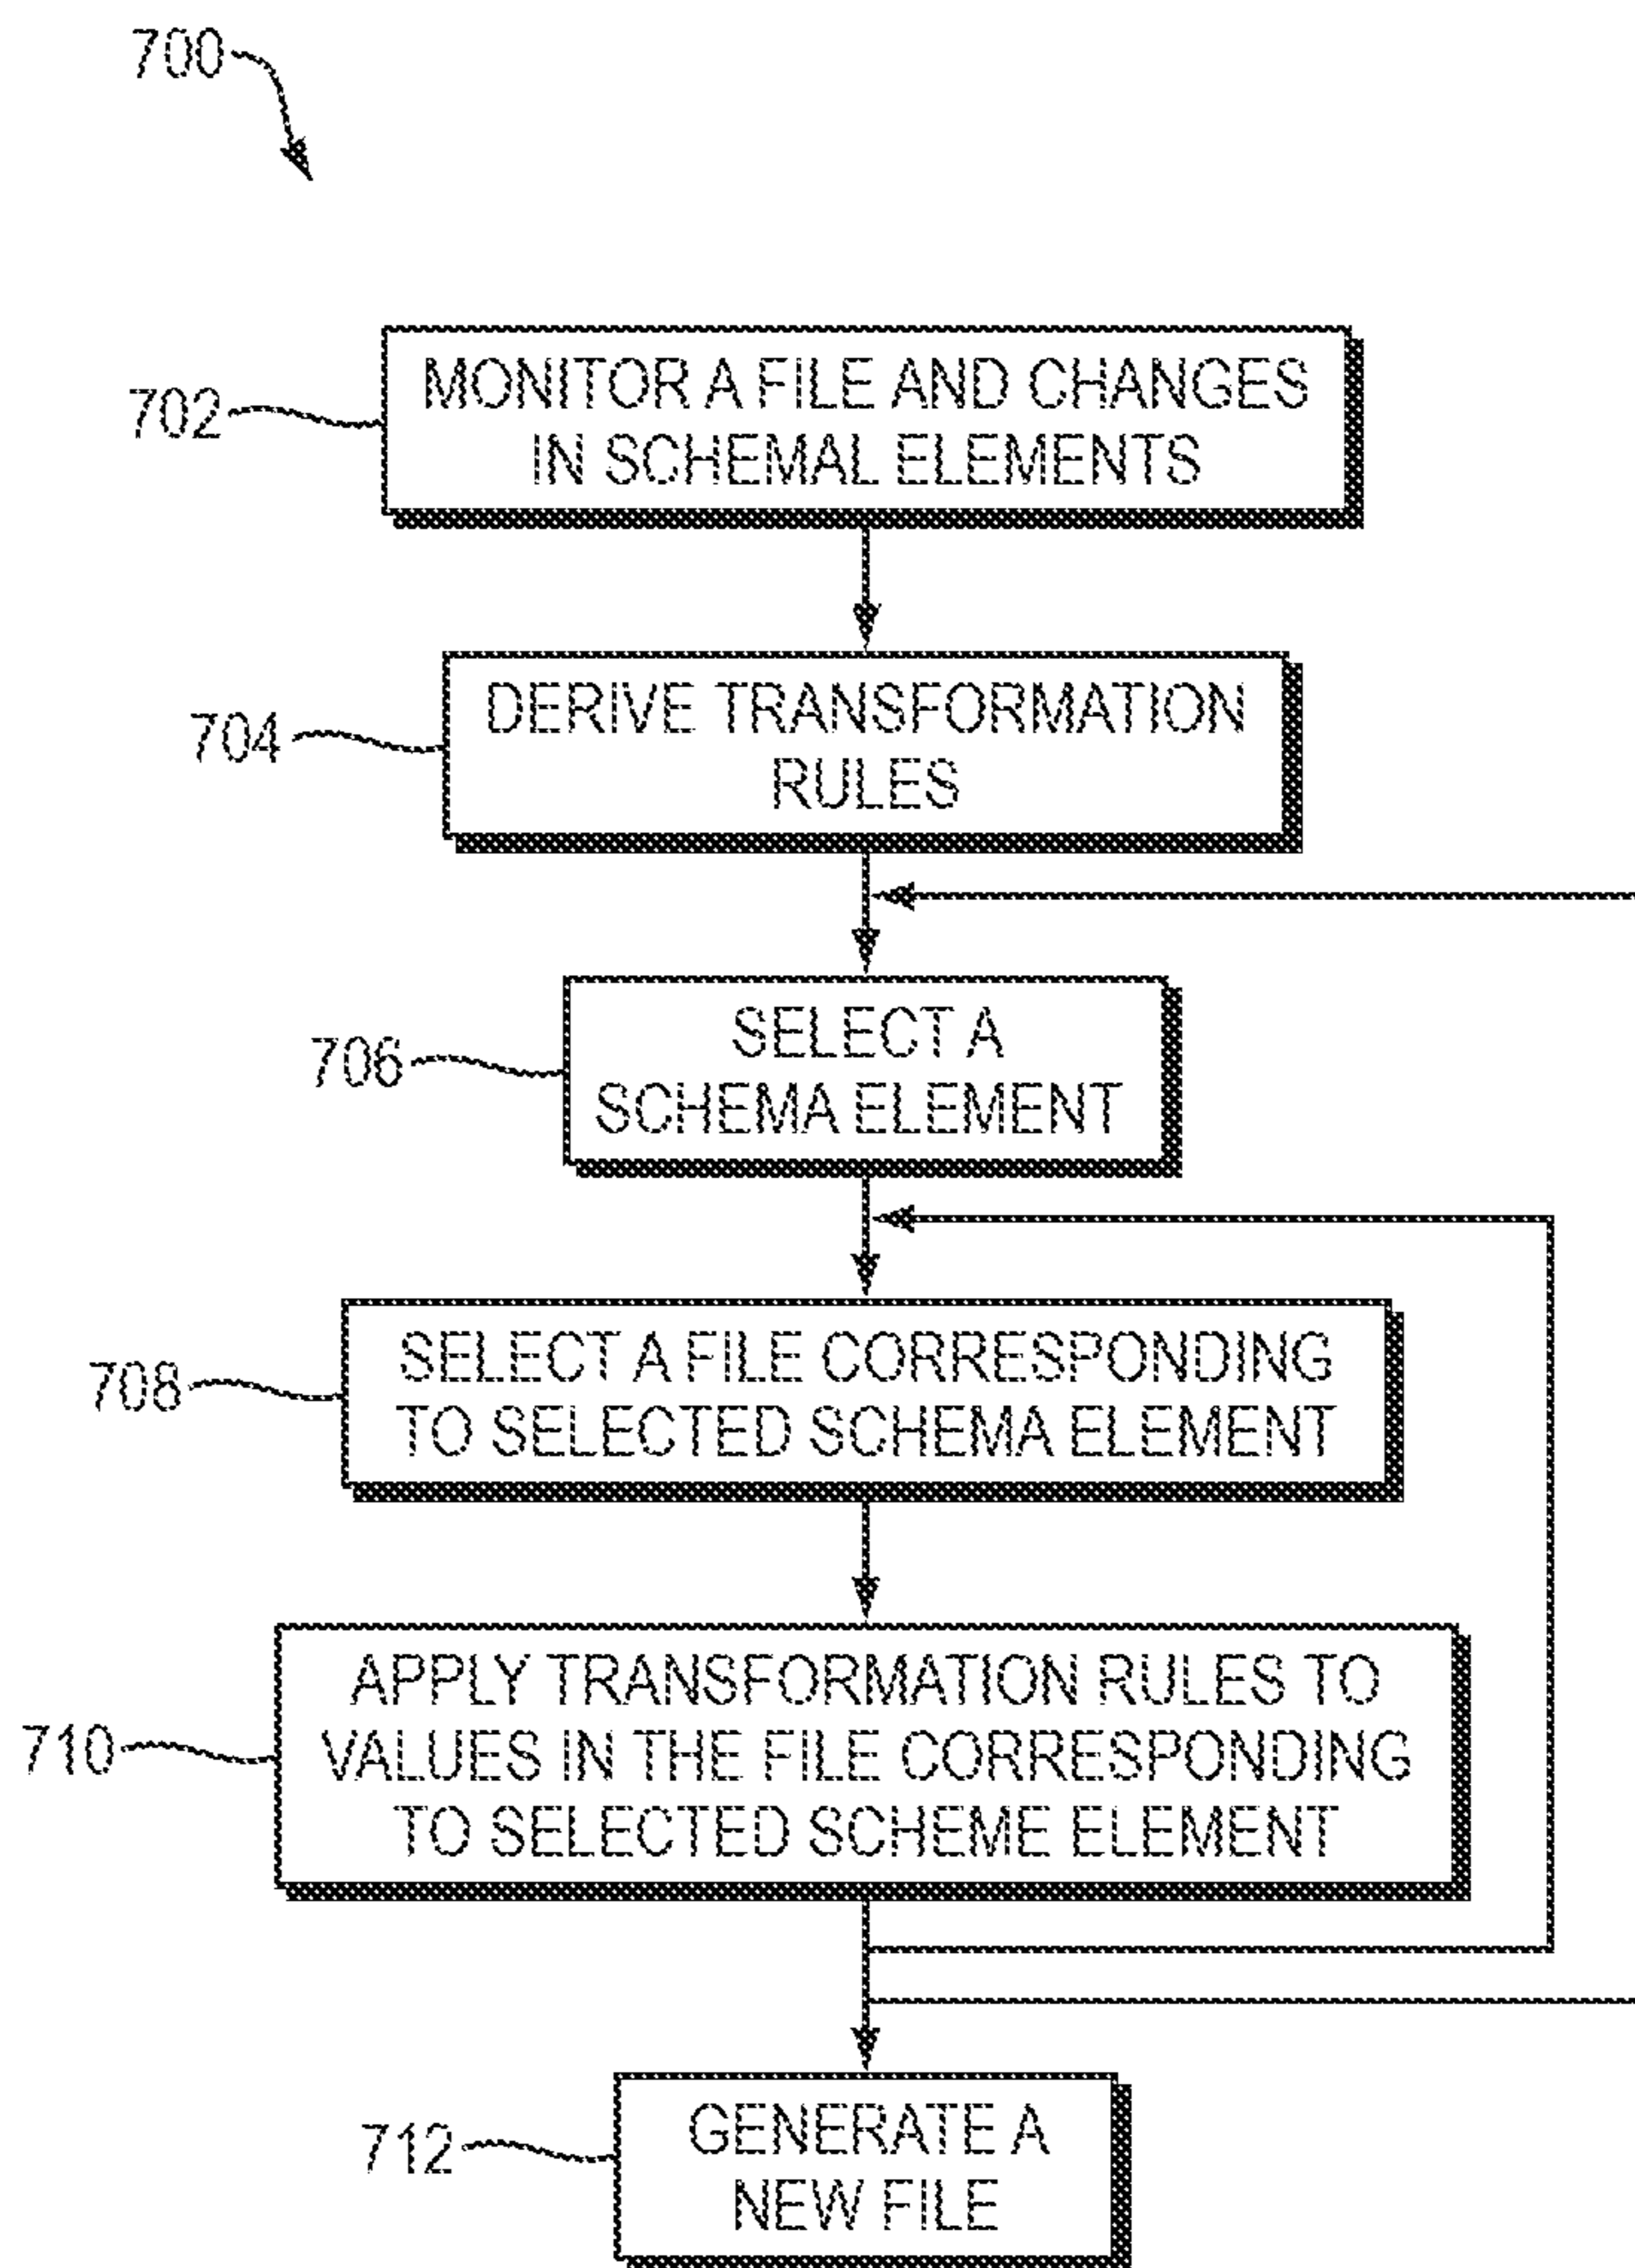 700
702
MONITOR A FILE AND CHANGES
IN SCHEMAL ELEMENTS
704
DERIVE TRANSFORMATION
RULES
706
SELECT A
SCHEMA ELEMENT
708
SELECT A FILE CORRESPONDING
TO SELECTED SCHEMA ELEMENT
710
APPLY TRANSFORMATION RULES TO
VALUES IN THE FILE CORRESPONDING
TO SELECTED SCHEME ELEMENT
712
GENERATE A
NEW FILE